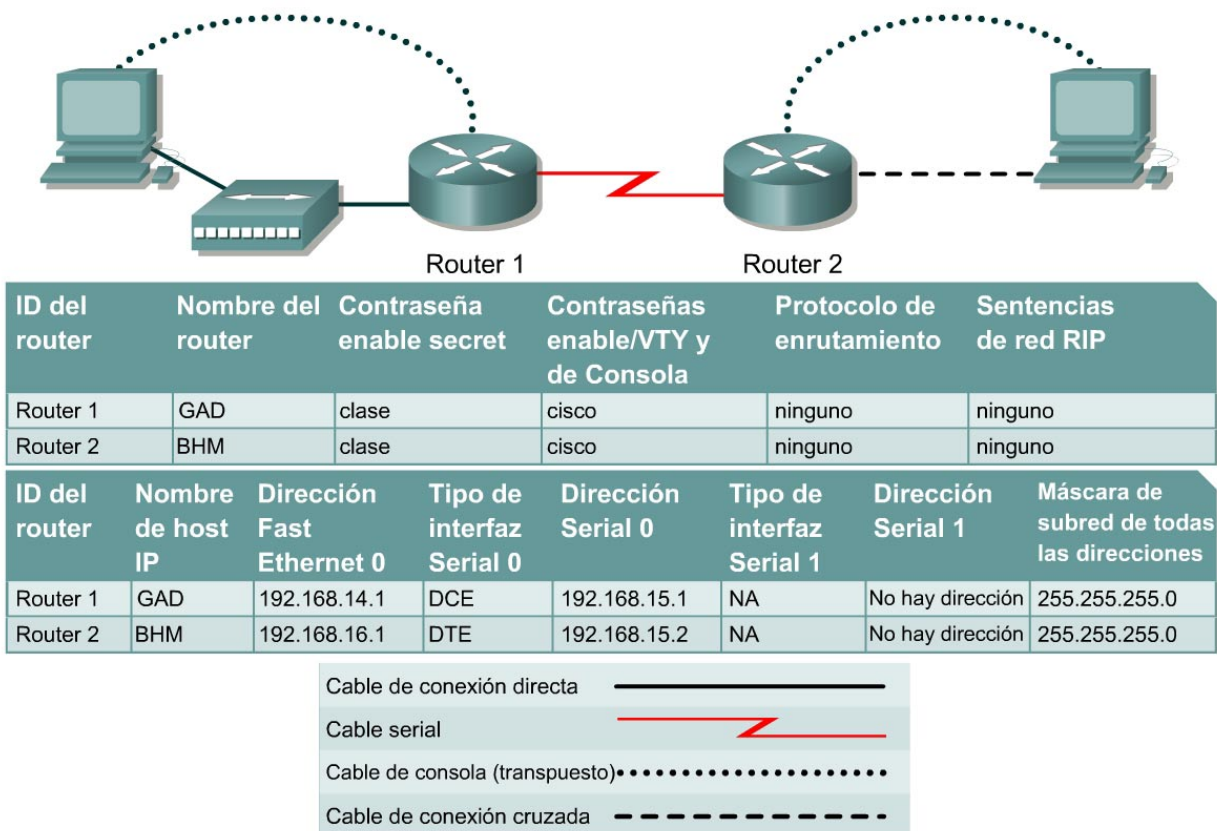 Router 1
Router 2
ID del router
Nombre del router
Contraseña enable secret
Contraseñas enable/VTY y de Consola
Protocolo de enrutamiento
Sentencias de red RIP
Router 1 GAD clase cisco ninguno ninguno
Router 2 BHM clase cisco ninguno ninguno
ID del router
Nombre de host IP
Dirección Fast Ethernet 0
Tipo de interfaz Serial 0
Dirección Serial 0
Tipo de interfaz Serial 1
Dirección Serial 1
Máscara de subred de todas las direcciones
Router 1 GAD 192.168.14.1 DCE 192.168.15.1 NA No hay dirección 255.255.255.0
Router 2 BHM 192.168.16.1 DTE 192.168.15.2 NA No hay dirección 255.255.255.0
Cable de conexión directa
Cable serial
Cable de consola (transpuesto)
Cable de conexión cruzada